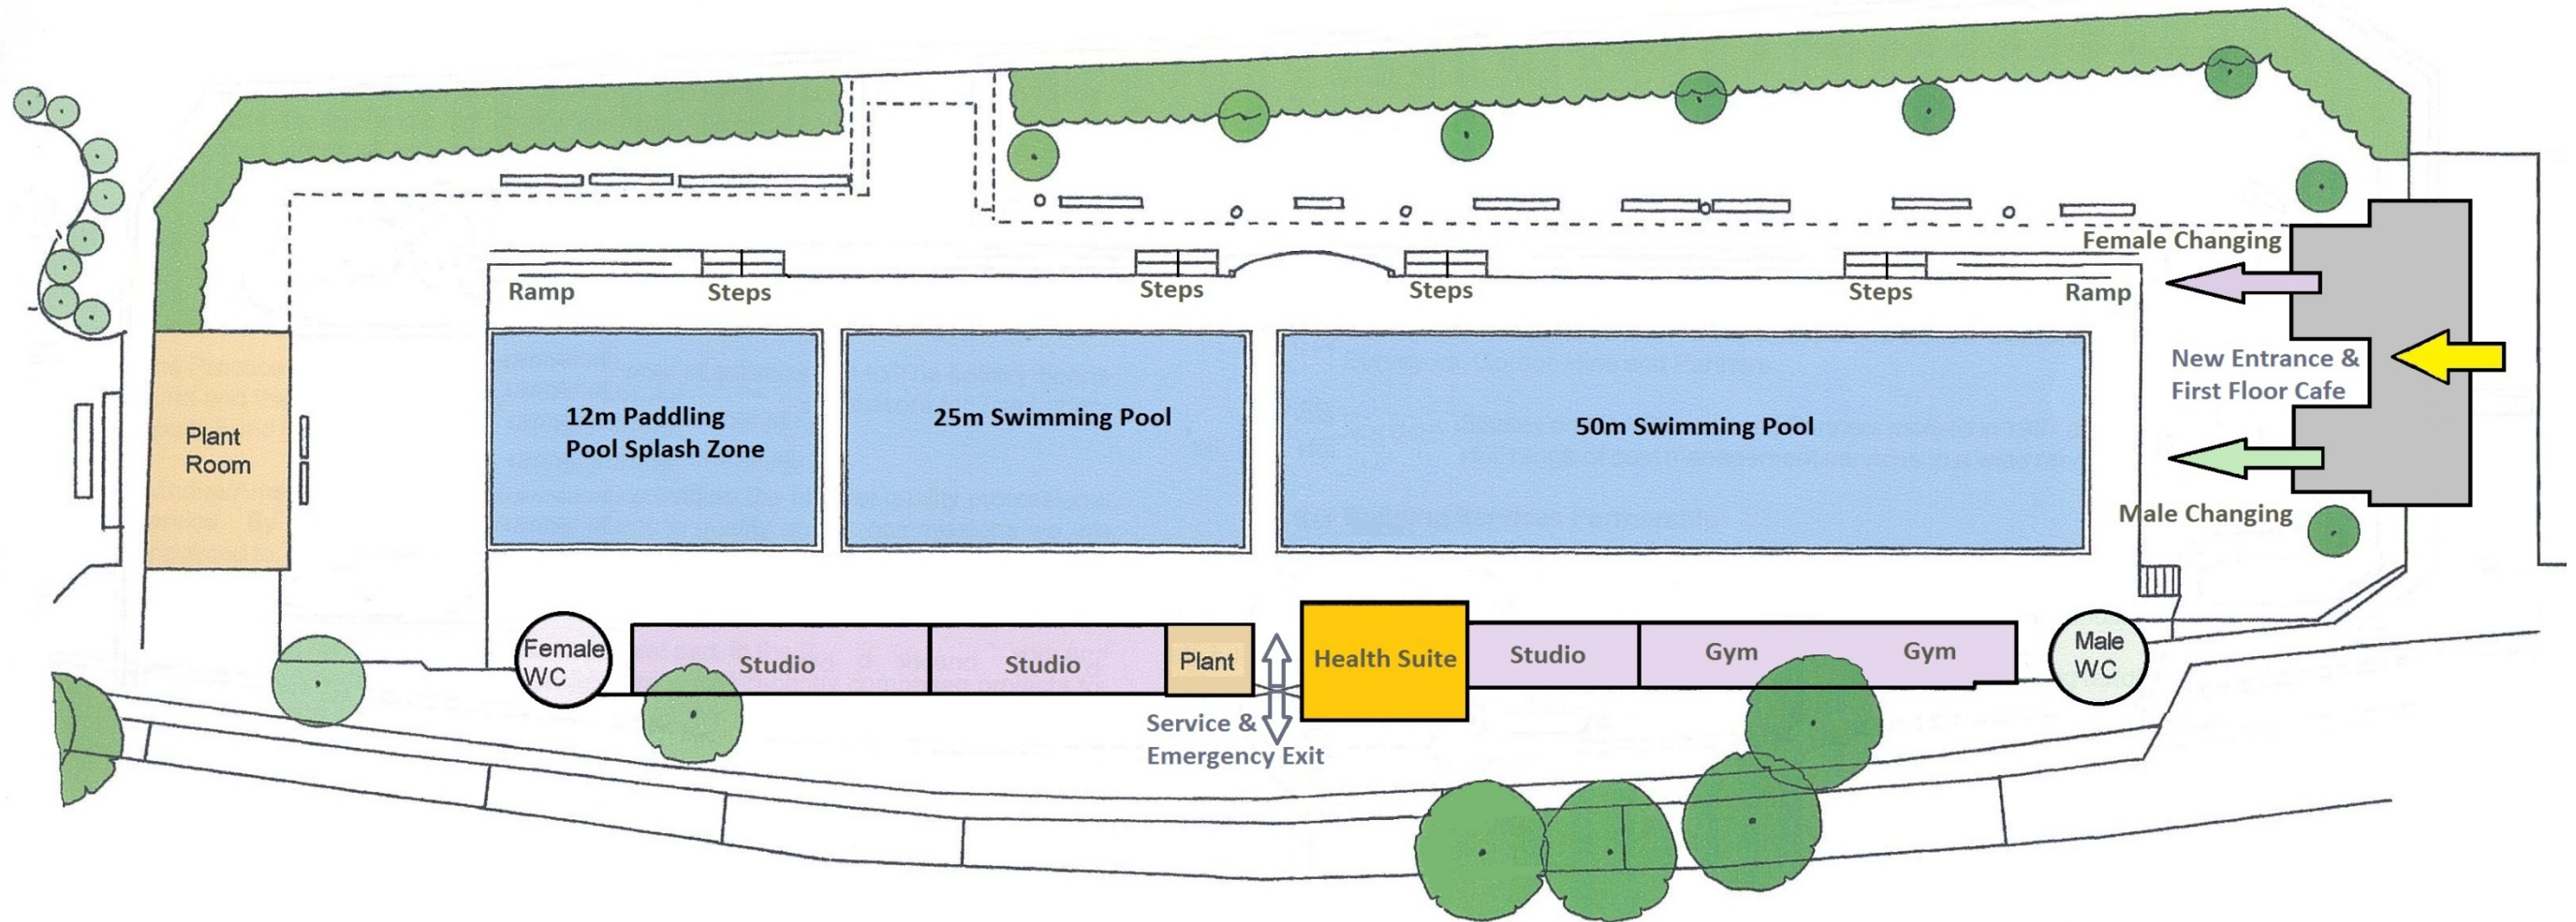 Female Changing
Ramp
Steps
Steps
Steps
Steps
Ramp
New Entrance &
First Floor Cafe
12m Paddling
Pool Splash Zone
25m Swimming Pool
50m Swimming Pool
Plant
Room
Male Changing
Female
WC
Studio
Studio
Plant
Health Suite
Studio
Gym
Gym
Male
WC
Service &
Emergency Exit